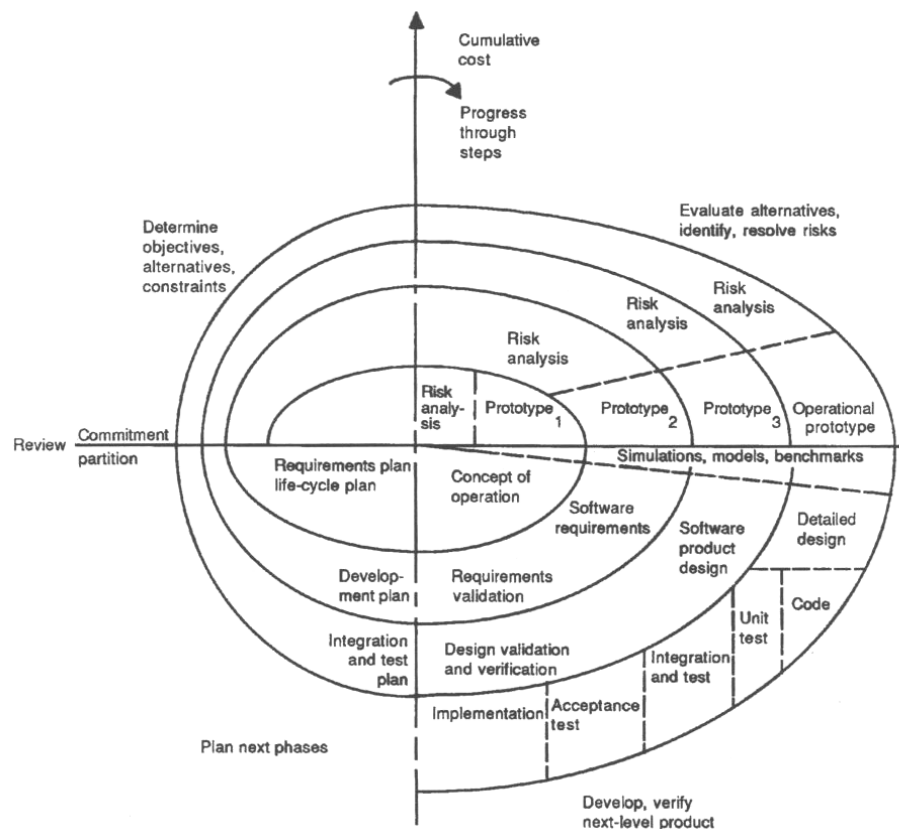 Cumulative
cost
Progress
through
steps
Determine
objectives,
alternatives,
constraints
Evaluate alternatives,
identify, resolve risks
Risk
analysis
Risk
analysis
Risk
analysis
Risk
analy-
sis
Prototype 1
Prototype 2
Prototype 3
Operational
prototype
Review
Commitment
partition
Simulations, models, benchmarks
Requirements plan
life-cycle plan
Concept of
operation
Software
requirements
Software
product
design
Detailed
design
Develop-
ment plan
Requirements
validation
Code
Unit
test
Integration
and test
plan
Design validation
and verification
Integration
and test
Acceptance
test
Implementation
Plan next phases
Develop, verify
next-level product